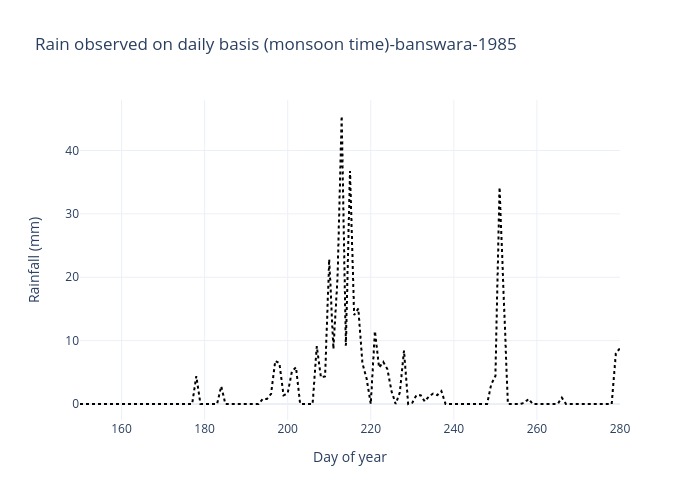 Rain observed on daily basis (monsoon time)-banswara-1985
Rainfall (mm)
40
30
20
10
0
160 180 200 220 240 260 280
Day of year